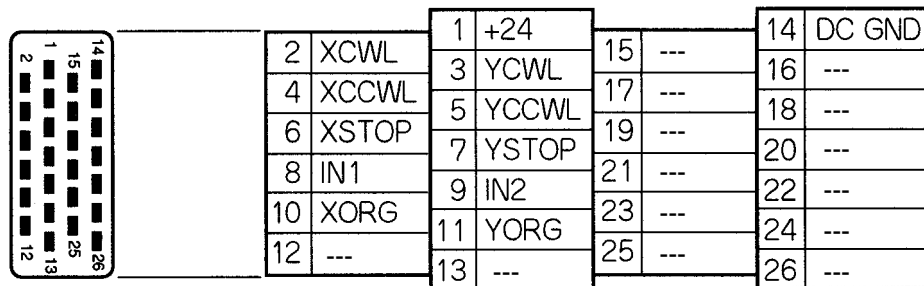 2 1 15 14
12 13 25 26
2 XCWL
4 XCCWL
6 XSTOP
8 IN1
10 XORG
12 ---
1 +24
3 YCWL
5 YCCWL
7 YSTOP
9 IN2
11 YORG
13 ---
15 ---
17 ---
19 ---
21 ---
23 ---
25 ---
14 DC GND
16 ---
18 ---
20 ---
22 ---
24 ---
26 ---